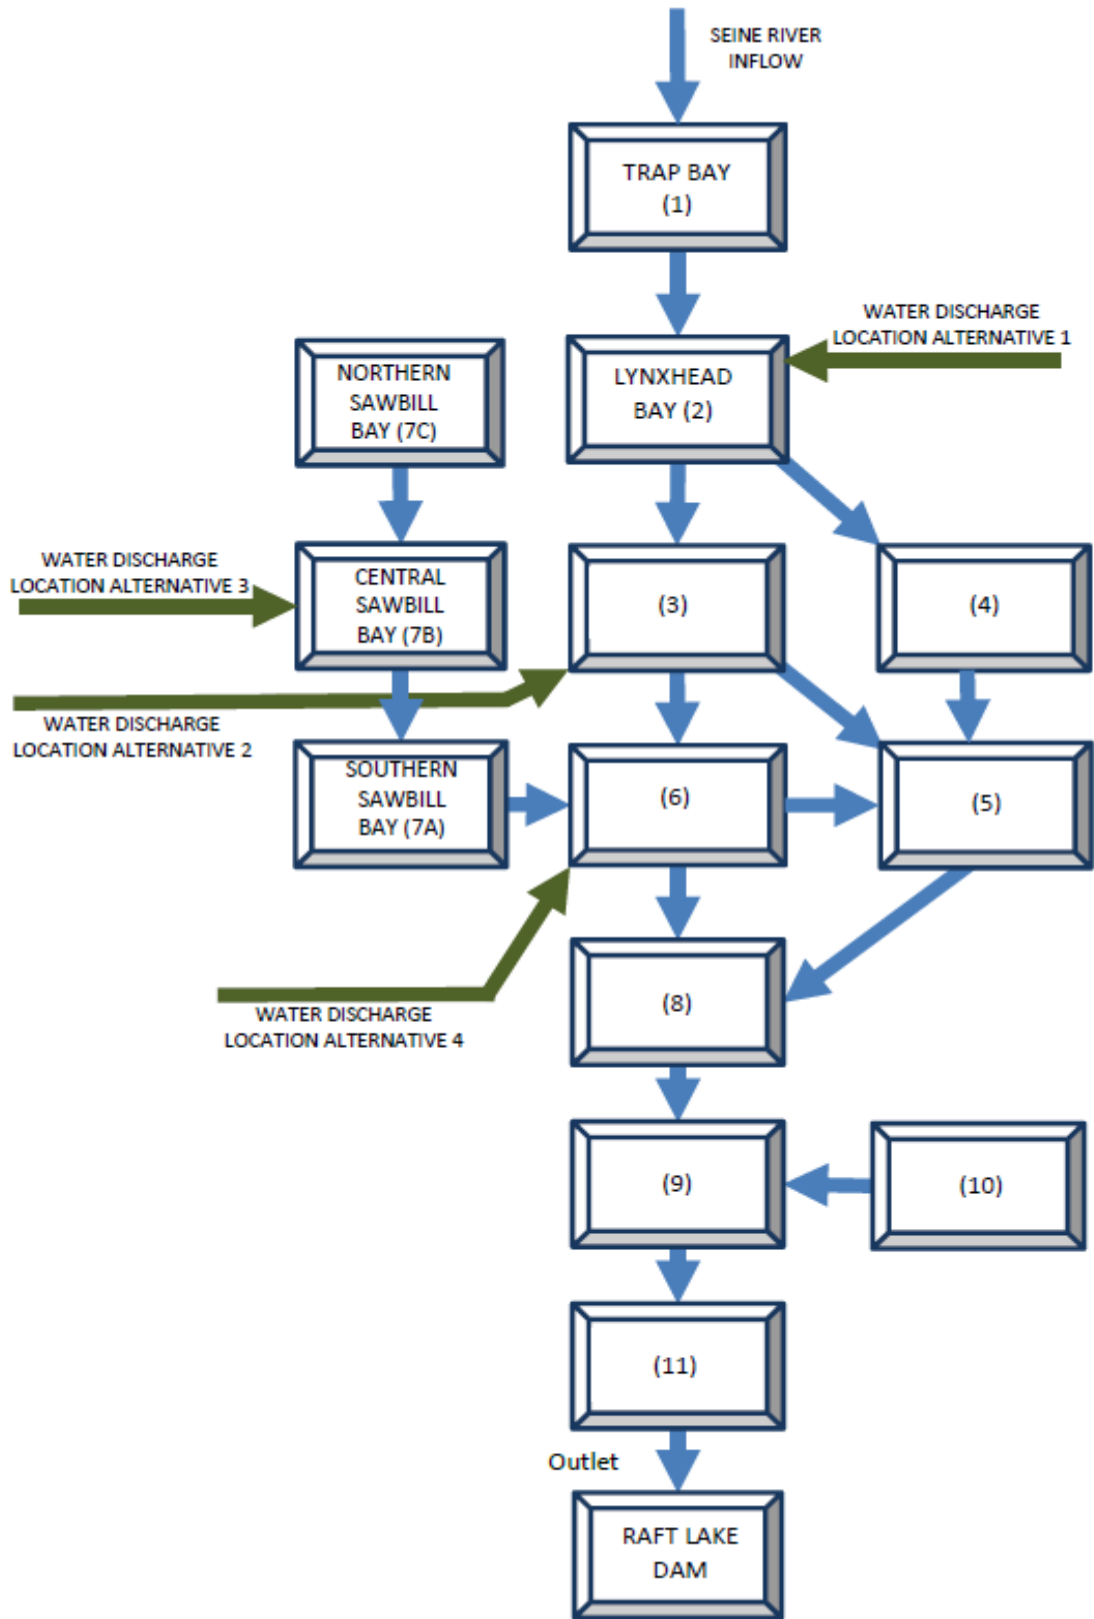 SEINE RIVER
INFLOW
TRAP BAY
(1)
WATER DISCHARGE
LOCATION ALTERNATIVE 1
NORTHERN
SAWBILL
BAY (7C)
LYNXHEAD
BAY (2)
WATER DISCHARGE
LOCATION ALTERNATIVE 3
CENTRAL
SAWBILL
BAY (7B)
(3)
(4)
WATER DISCHARGE
LOCATION ALTERNATIVE 2
SOUTHERN
SAWBILL
BAY (7A)
(6)
(5)
WATER DISCHARGE
LOCATION ALTERNATIVE 4
(8)
(9)
(10)
(11)
Outlet
RAFT LAKE
DAM